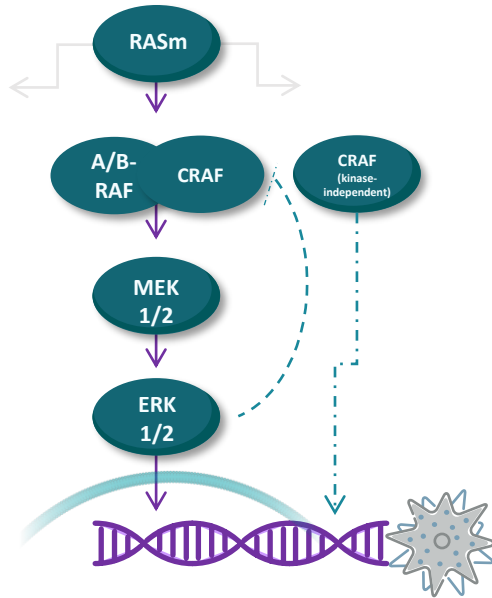 RASm
A/B-
RAF
CRAF
CRAF
(kinase-
independent)
MEK
1/2
ERK
1/2